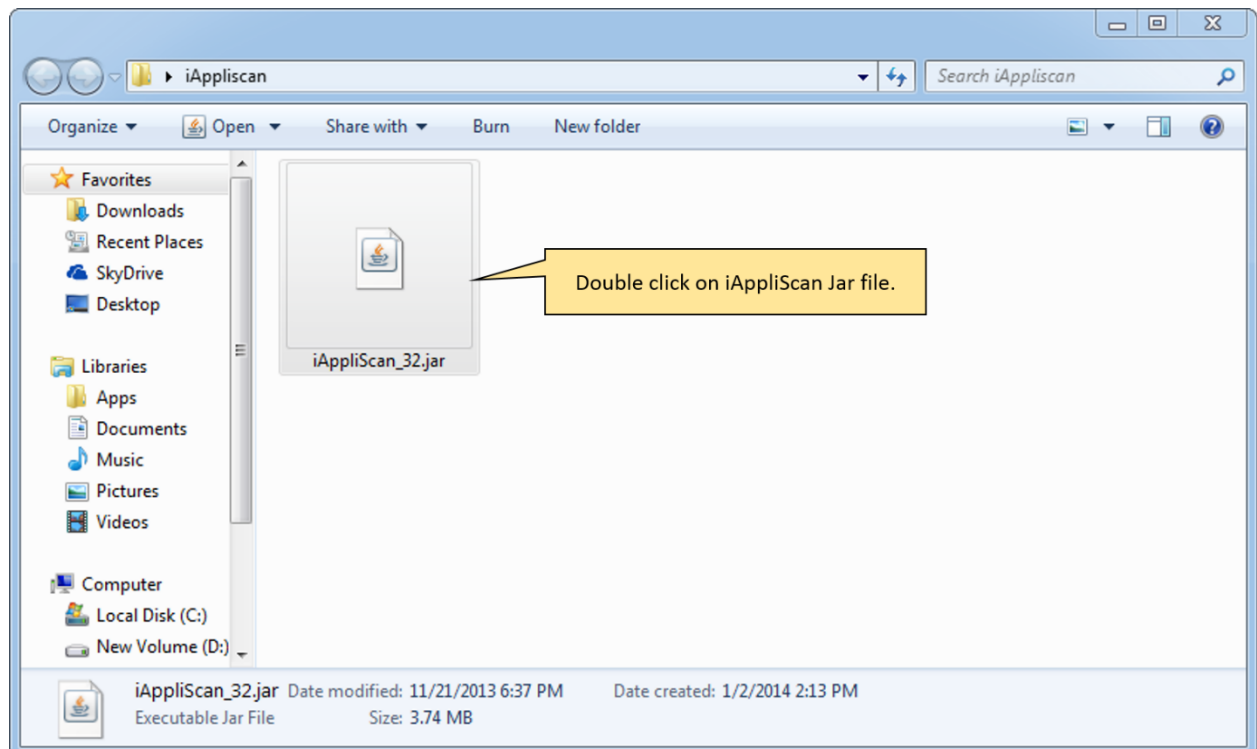 iAppliscan
Search iAppliscan
Organize Open Share with Burn New folder
Favorites
Downloads
Recent Places
SkyDrive
Desktop
Libraries
Apps
Documents
Music
Pictures
Videos
Computer
Local Disk (C:)
New Volume (D:)
iAppliScan_32.jar
Double click on iAppliScan Jar file.
iAppliScan_32.jar Date modified: 11/21/2013 6:37 PM Date created: 1/2/2014 2:13 PM
Executable Jar File Size: 3.74 MB